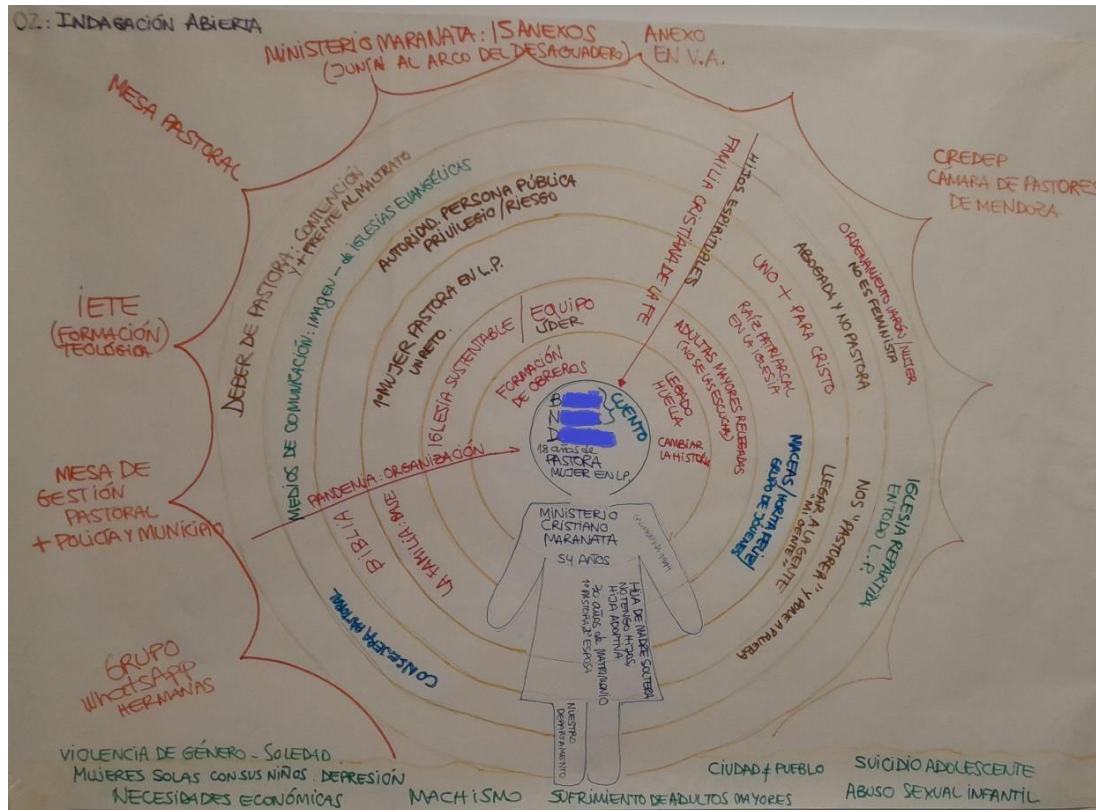 02: INDAGACIÓN ABIERTA
MINISTERIO MARANATA: 15 ANEXOS
(JUNÍN AL ARCO DEL DESAGUADERO)
ANEXO
EN V.A.
MESA PASTORAL
CREDEP
CÁMARA DE PASTORES
DE MENDOZA
IETE
(FORMACIÓN
TEOLÓGICA)
MESA DE
GESTIÓN
PASTORAL
+ POLICÍA Y MUNICIPIO
GRUPO
WHATSAPP
HERMANAS
DEBER DE PASTORA: CONTENCIÓN
Y + FRENTE AL MALTRATO
MEDIOS DE COMUNICACIÓN: IMAGEN - de IGLESIAS EVANGÉLICAS
AUTORIDAD. PERSONA PÚBLICA
PRIVILEGIO / RIESGO
1º MUJER PASTORA EN L.P.
UN RETO.
IGLESIA SUSTENTABLE / EQUIPO
LÍDER
FORMACIÓN
DE OBREROS
PANDEMIA: ORGANIZACIÓN
BIBLIA
LA FAMILIA: BASE
CONSEJERA PASTORAL
HIJOS ESPIRITUALES
FAMILIA CRISTIANA - DE LA FE
ORDENAMIENTO VARÓN / MUJER
NO ES FEMINISTA
ABOGADA Y NO PASTORA
UNO + PARA CRISTO
RAÍZ PATRIARCAL
EN LA IGLESIA
ADULTAS MAYORES RELEGADAS
(NO SE LAS ESCUCHA)
LEGADO
HUELLA
CAMBIAR
LA HISTORIA
GRUPO DE JÓVENES
LLEGAR A LA GENTE
"MI GENTE"
NOS "PASTOREA" Y PONE A PRUEBA
IGLESIA REPARTIDA
EN TODO L.P.
B
N
D
CUENTO
18 años de
PASTORA
MUJER EN L.P.
MINISTERIO
CRISTIANO
MARANATA
54 AÑOS
HIJA DE MADRE SOLTERA
NO TENGO HIJOS,
HIJA ADOPTIVA
30 años de MATRIMONIO
1º PASTORA, 2º ESPOSA
NUESTRO
DEPARTAMENTO
VIOLENCIA DE GÉNERO - SOLEDAD
MUJERES SOLAS CON SUS NIÑOS. DEPRESIÓN
NECESIDADES ECONÓMICAS
MACHISMO
SUFRIMIENTO DE ADULTOS MAYORES
CIUDAD ≠ PUEBLO
SUICIDIO ADOLESCENTE
ABUSO SEXUAL INFANTIL